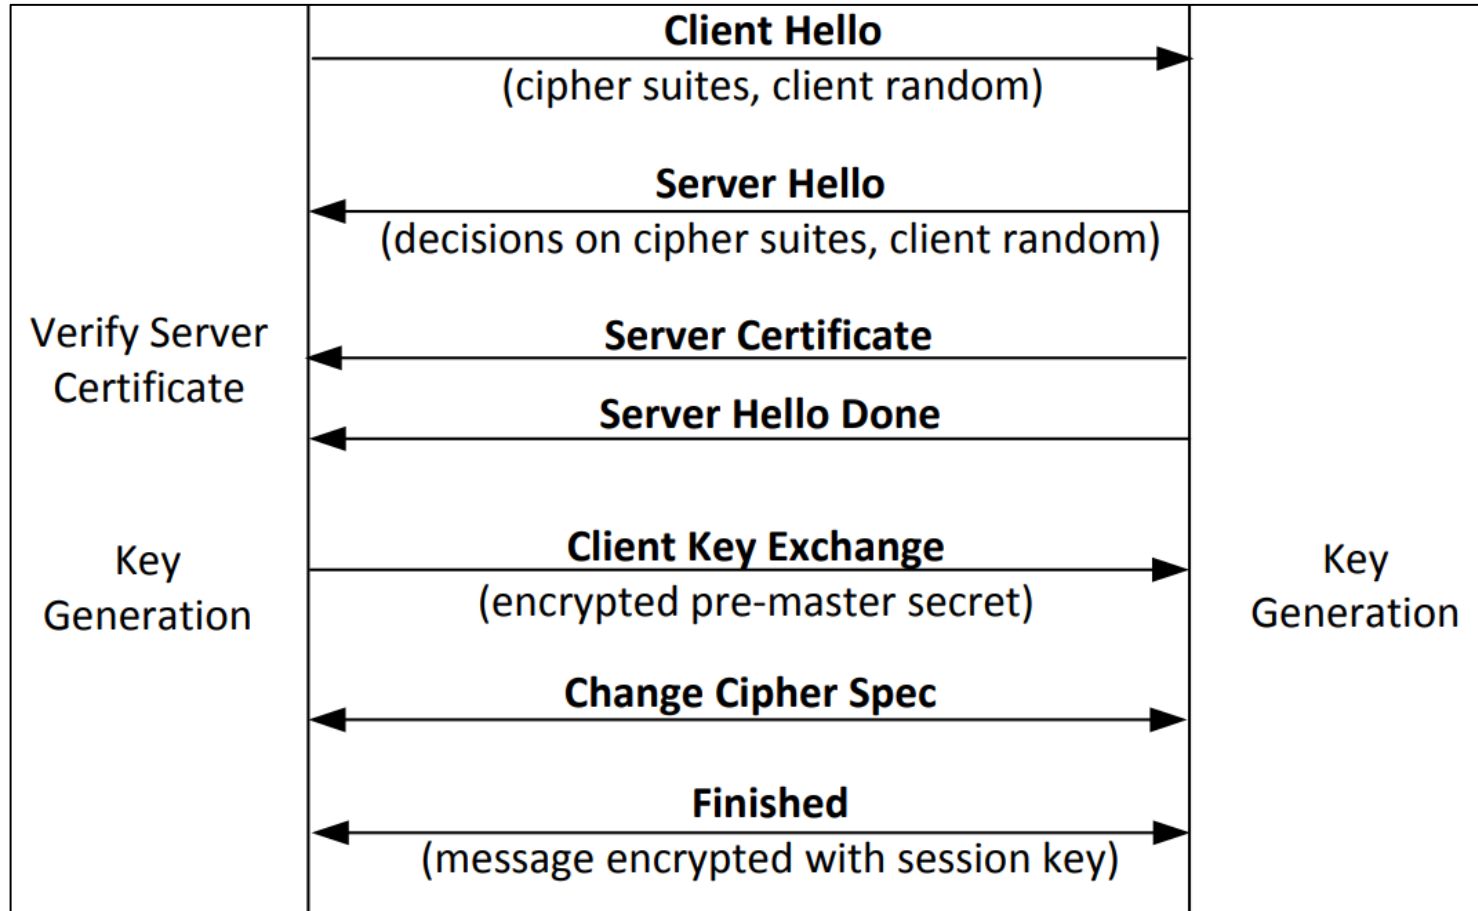 Client Hello
(cipher suites, client random)
Server Hello
(decisions on cipher suites, client random)
Verify Server
Certificate
Server Certificate
Server Hello Done
Key
Generation
Client Key Exchange
(encrypted pre-master secret)
Key
Generation
Change Cipher Spec
Finished
(message encrypted with session key)